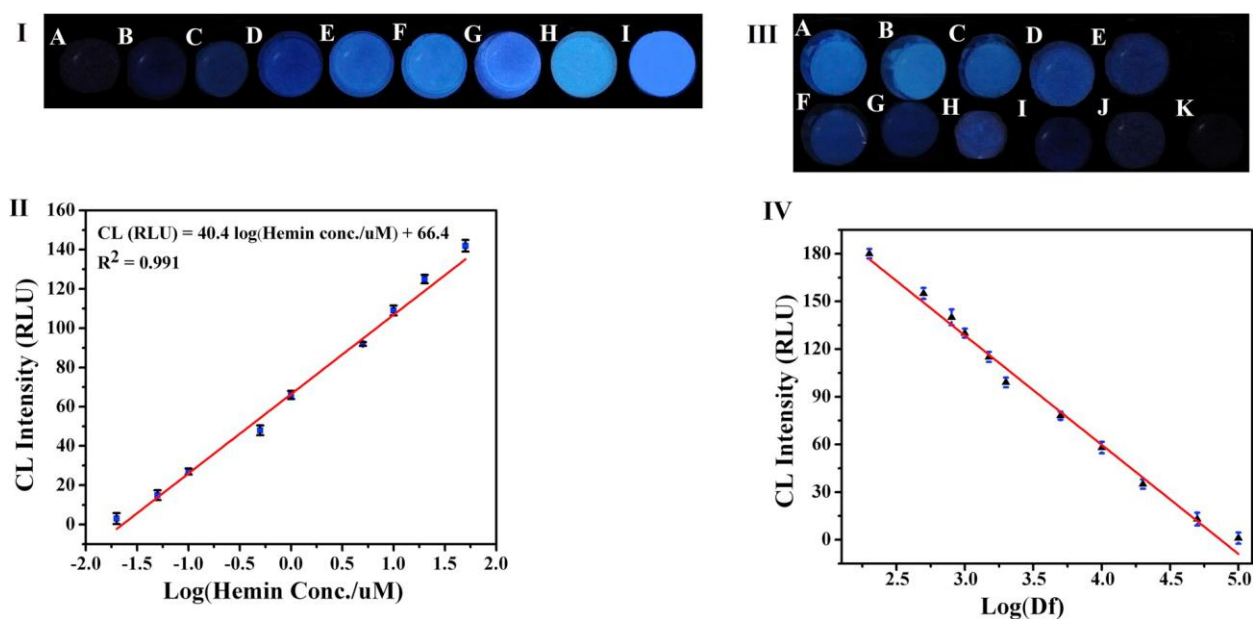 I
A B C D E F G H I
II
CL (RLU) = 40.4 log(Hemin conc./uM) + 66.4
R² = 0.991
CL Intensity (RLU)
160
140
120
100
80
60
40
20
0
-2.0 -1.5 -1.0 -0.5 0.0 0.5 1.0 1.5 2.0
Log(Hemin Conc./uM)
III
A B C D E
F G H I J K
IV
CL Intensity (RLU)
180
150
120
90
60
30
0
2.5 3.0 3.5 4.0 4.5 5.0
Log(Df)